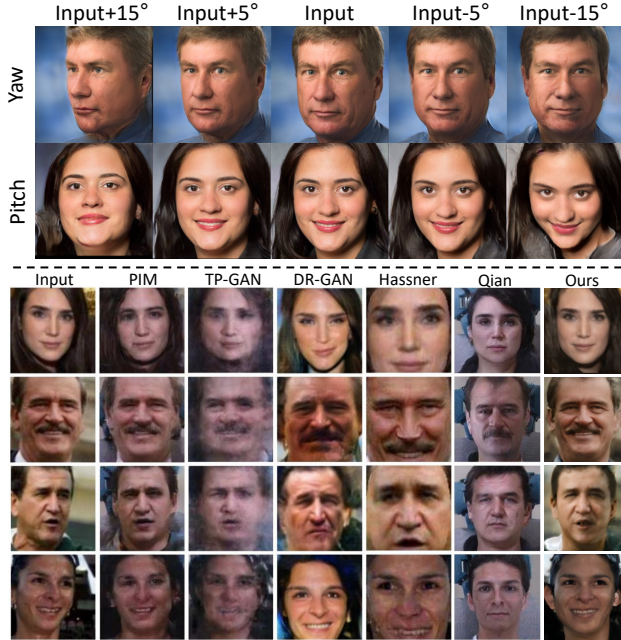 Input+15° Input+5° Input Input-5° Input-15°
Yaw
Pitch
Input PIM TP-GAN DR-GAN Hassner Qian Ours